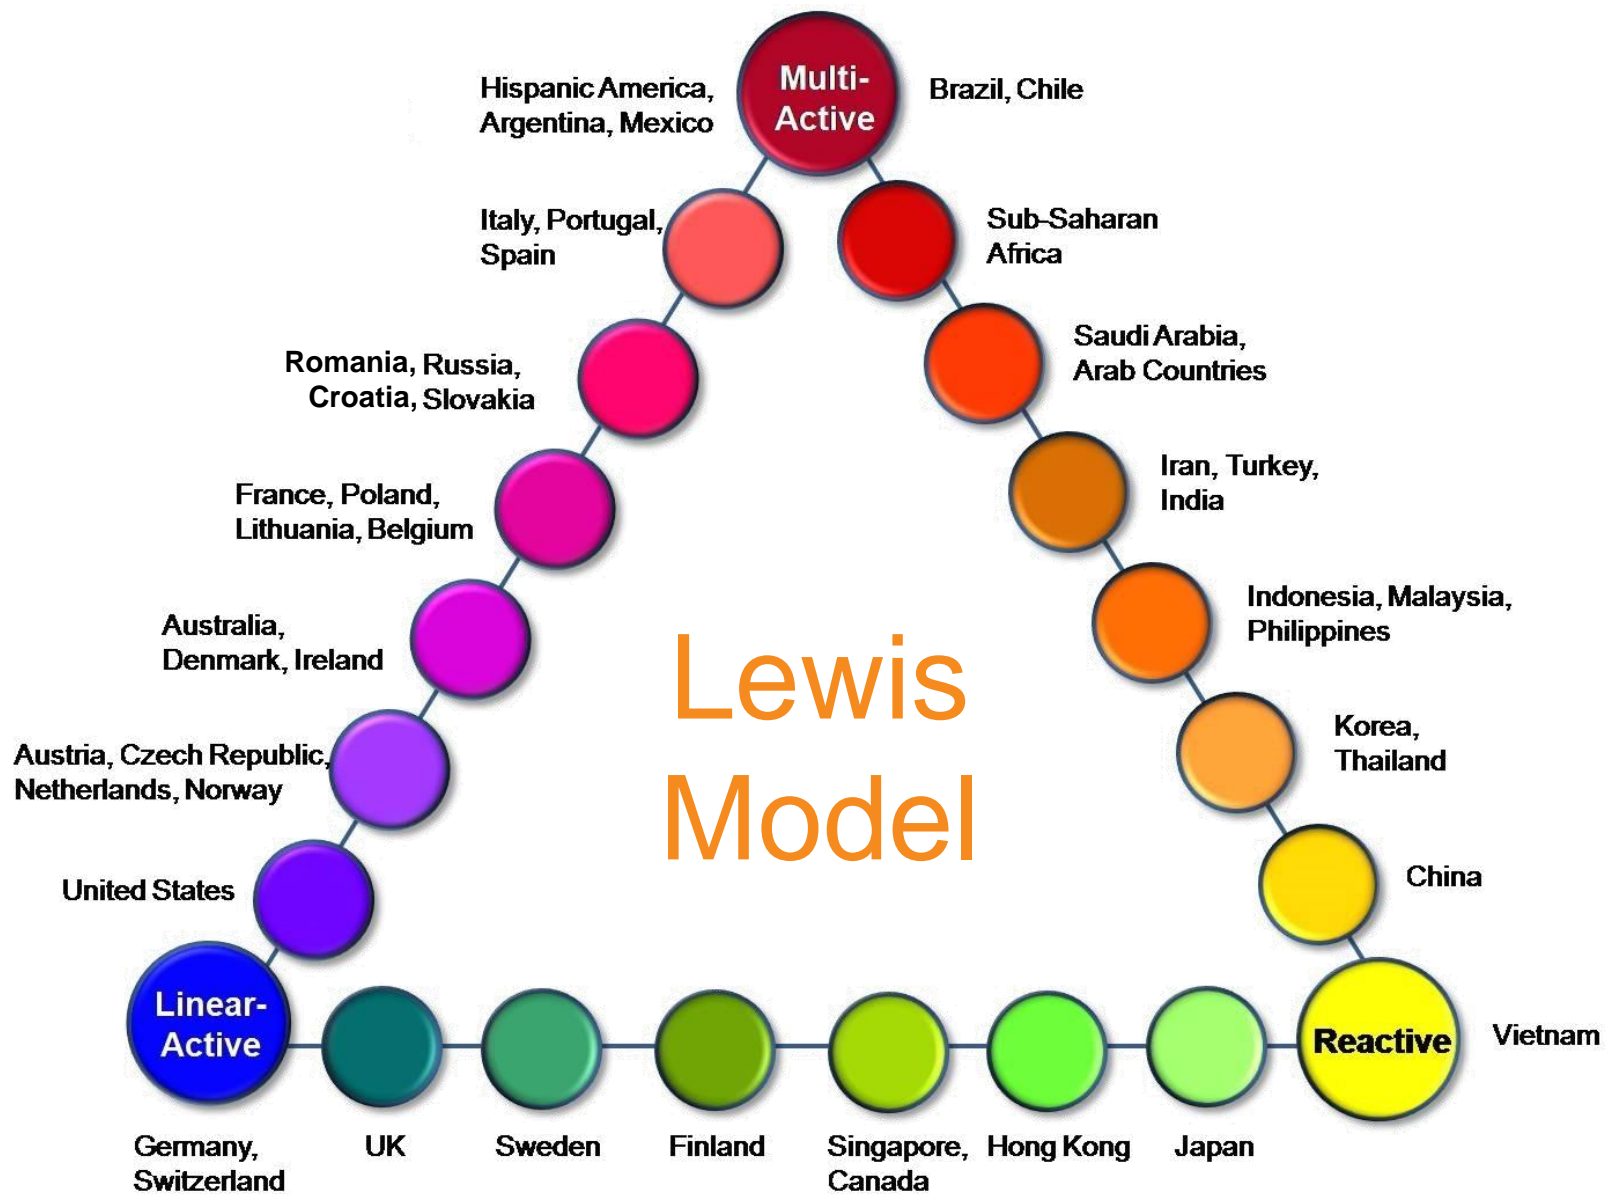 Multi-
Active
Hispanic America,
Argentina, Mexico
Brazil, Chile
Italy, Portugal,
Spain
Sub-Saharan
Africa
Romania, Russia,
Croatia, Slovakia
Saudi Arabia,
Arab Countries
France, Poland,
Lithuania, Belgium
Iran, Turkey,
India
Australia,
Denmark, Ireland
Indonesia, Malaysia,
Philippines
Lewis
Model
Austria, Czech Republic,
Netherlands, Norway
Korea,
Thailand
United States
China
Linear-
Active
Reactive
Vietnam
Germany,
Switzerland
UK
Sweden
Finland
Singapore,
Canada
Hong Kong
Japan